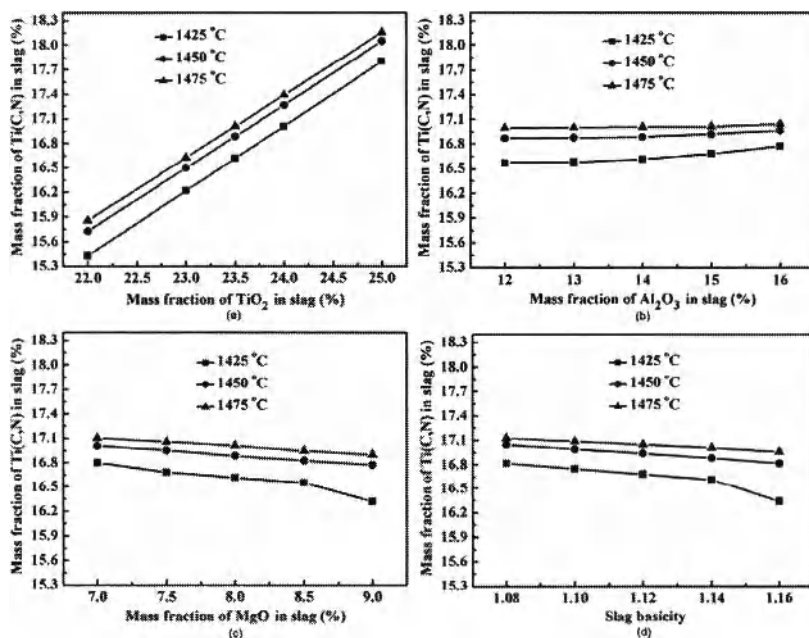 18.3
18.0
17.7
17.4
17.1
16.8
16.5
16.2
15.9
15.6
15.3
Mass fraction of Ti(C,N) in slag (%)
1425 °C
1450 °C
1475 °C
22.0 22.5 23.0 23.5 24.0 24.5 25.0
Mass fraction of TiO₂ in slag (%)
(a)
18.3
18.0
17.7
17.4
17.1
16.8
16.5
16.2
15.9
15.6
15.3
Mass fraction of Ti(C,N) in slag (%)
1425 °C
1450 °C
1475 °C
12 13 14 15 16
Mass fraction of Al₂O₃ in slag (%)
(b)
18.3
18.0
17.7
17.4
17.1
16.8
16.5
16.2
15.9
15.6
15.3
Mass fraction of Ti(C,N) in slag (%)
1425 °C
1450 °C
1475 °C
7.0 7.5 8.0 8.5 9.0
Mass fraction of MgO in slag (%)
(c)
18.3
18.0
17.7
17.4
17.1
16.8
16.5
16.2
15.9
15.6
15.3
Mass fraction of Ti(C,N) in slag (%)
1425 °C
1450 °C
1475 °C
1.08 1.10 1.12 1.14 1.16
Slag basicity
(d)